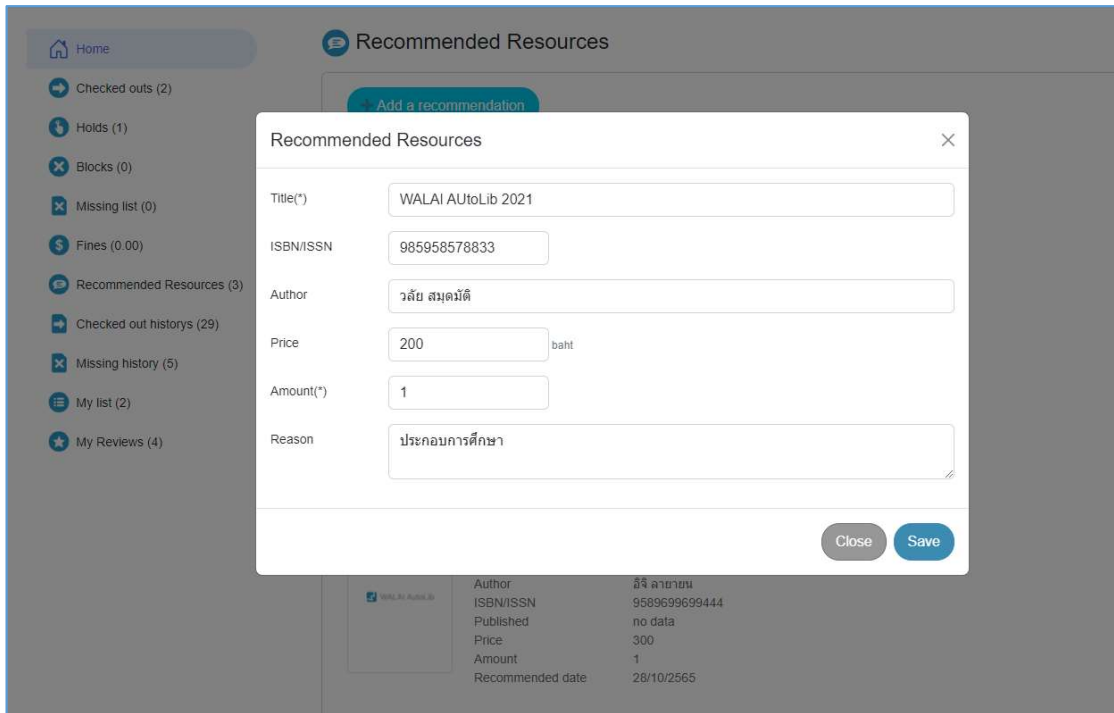 Home
Checked outs (2)
Holds (1)
Blocks (0)
Missing list (0)
Fines (0.00)
Recommended Resources (3)
Checked out historys (29)
Missing history (5)
My list (2)
My Reviews (4)
Recommended Resources
+ Add a recommendation
Recommended Resources
Title(*) WALAI AUtoLib 2021
ISBN/ISSN 985958578833
Author วลัย สมุดมัติ
Price 200 baht
Amount(*) 1
Reason ประกอบการศึกษา
Close Save
WALAI AutoLib
Author อิจิ ลายายน
ISBN/ISSN 9589699699444
Published no data
Price 300
Amount 1
Recommended date 28/10/2565